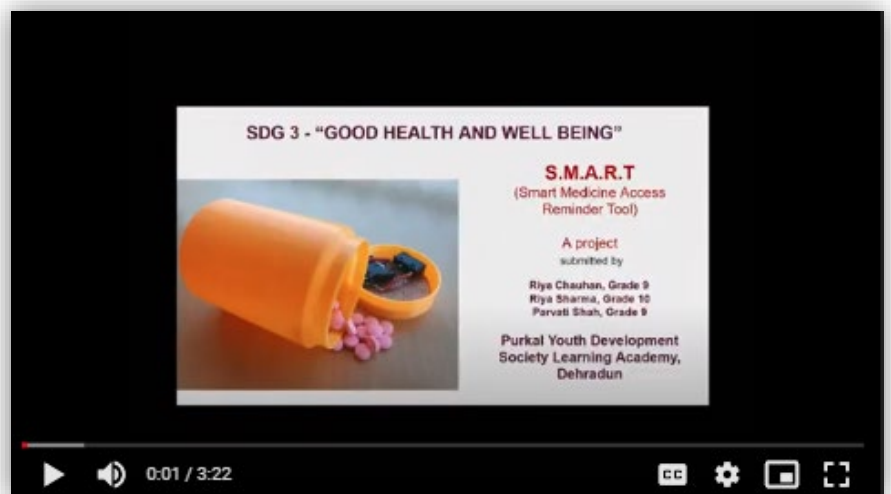 SDG 3 - “GOOD HEALTH AND WELL BEING”
S.M.A.R.T
(Smart Medicine Access
Reminder Tool)
A project
submitted by
Riya Chauhan, Grade 9
Riya Sharma, Grade 10
Parvati Shah, Grade 9
Purkal Youth Development
Society Learning Academy,
Dehradun
0:01 / 3:22
CC